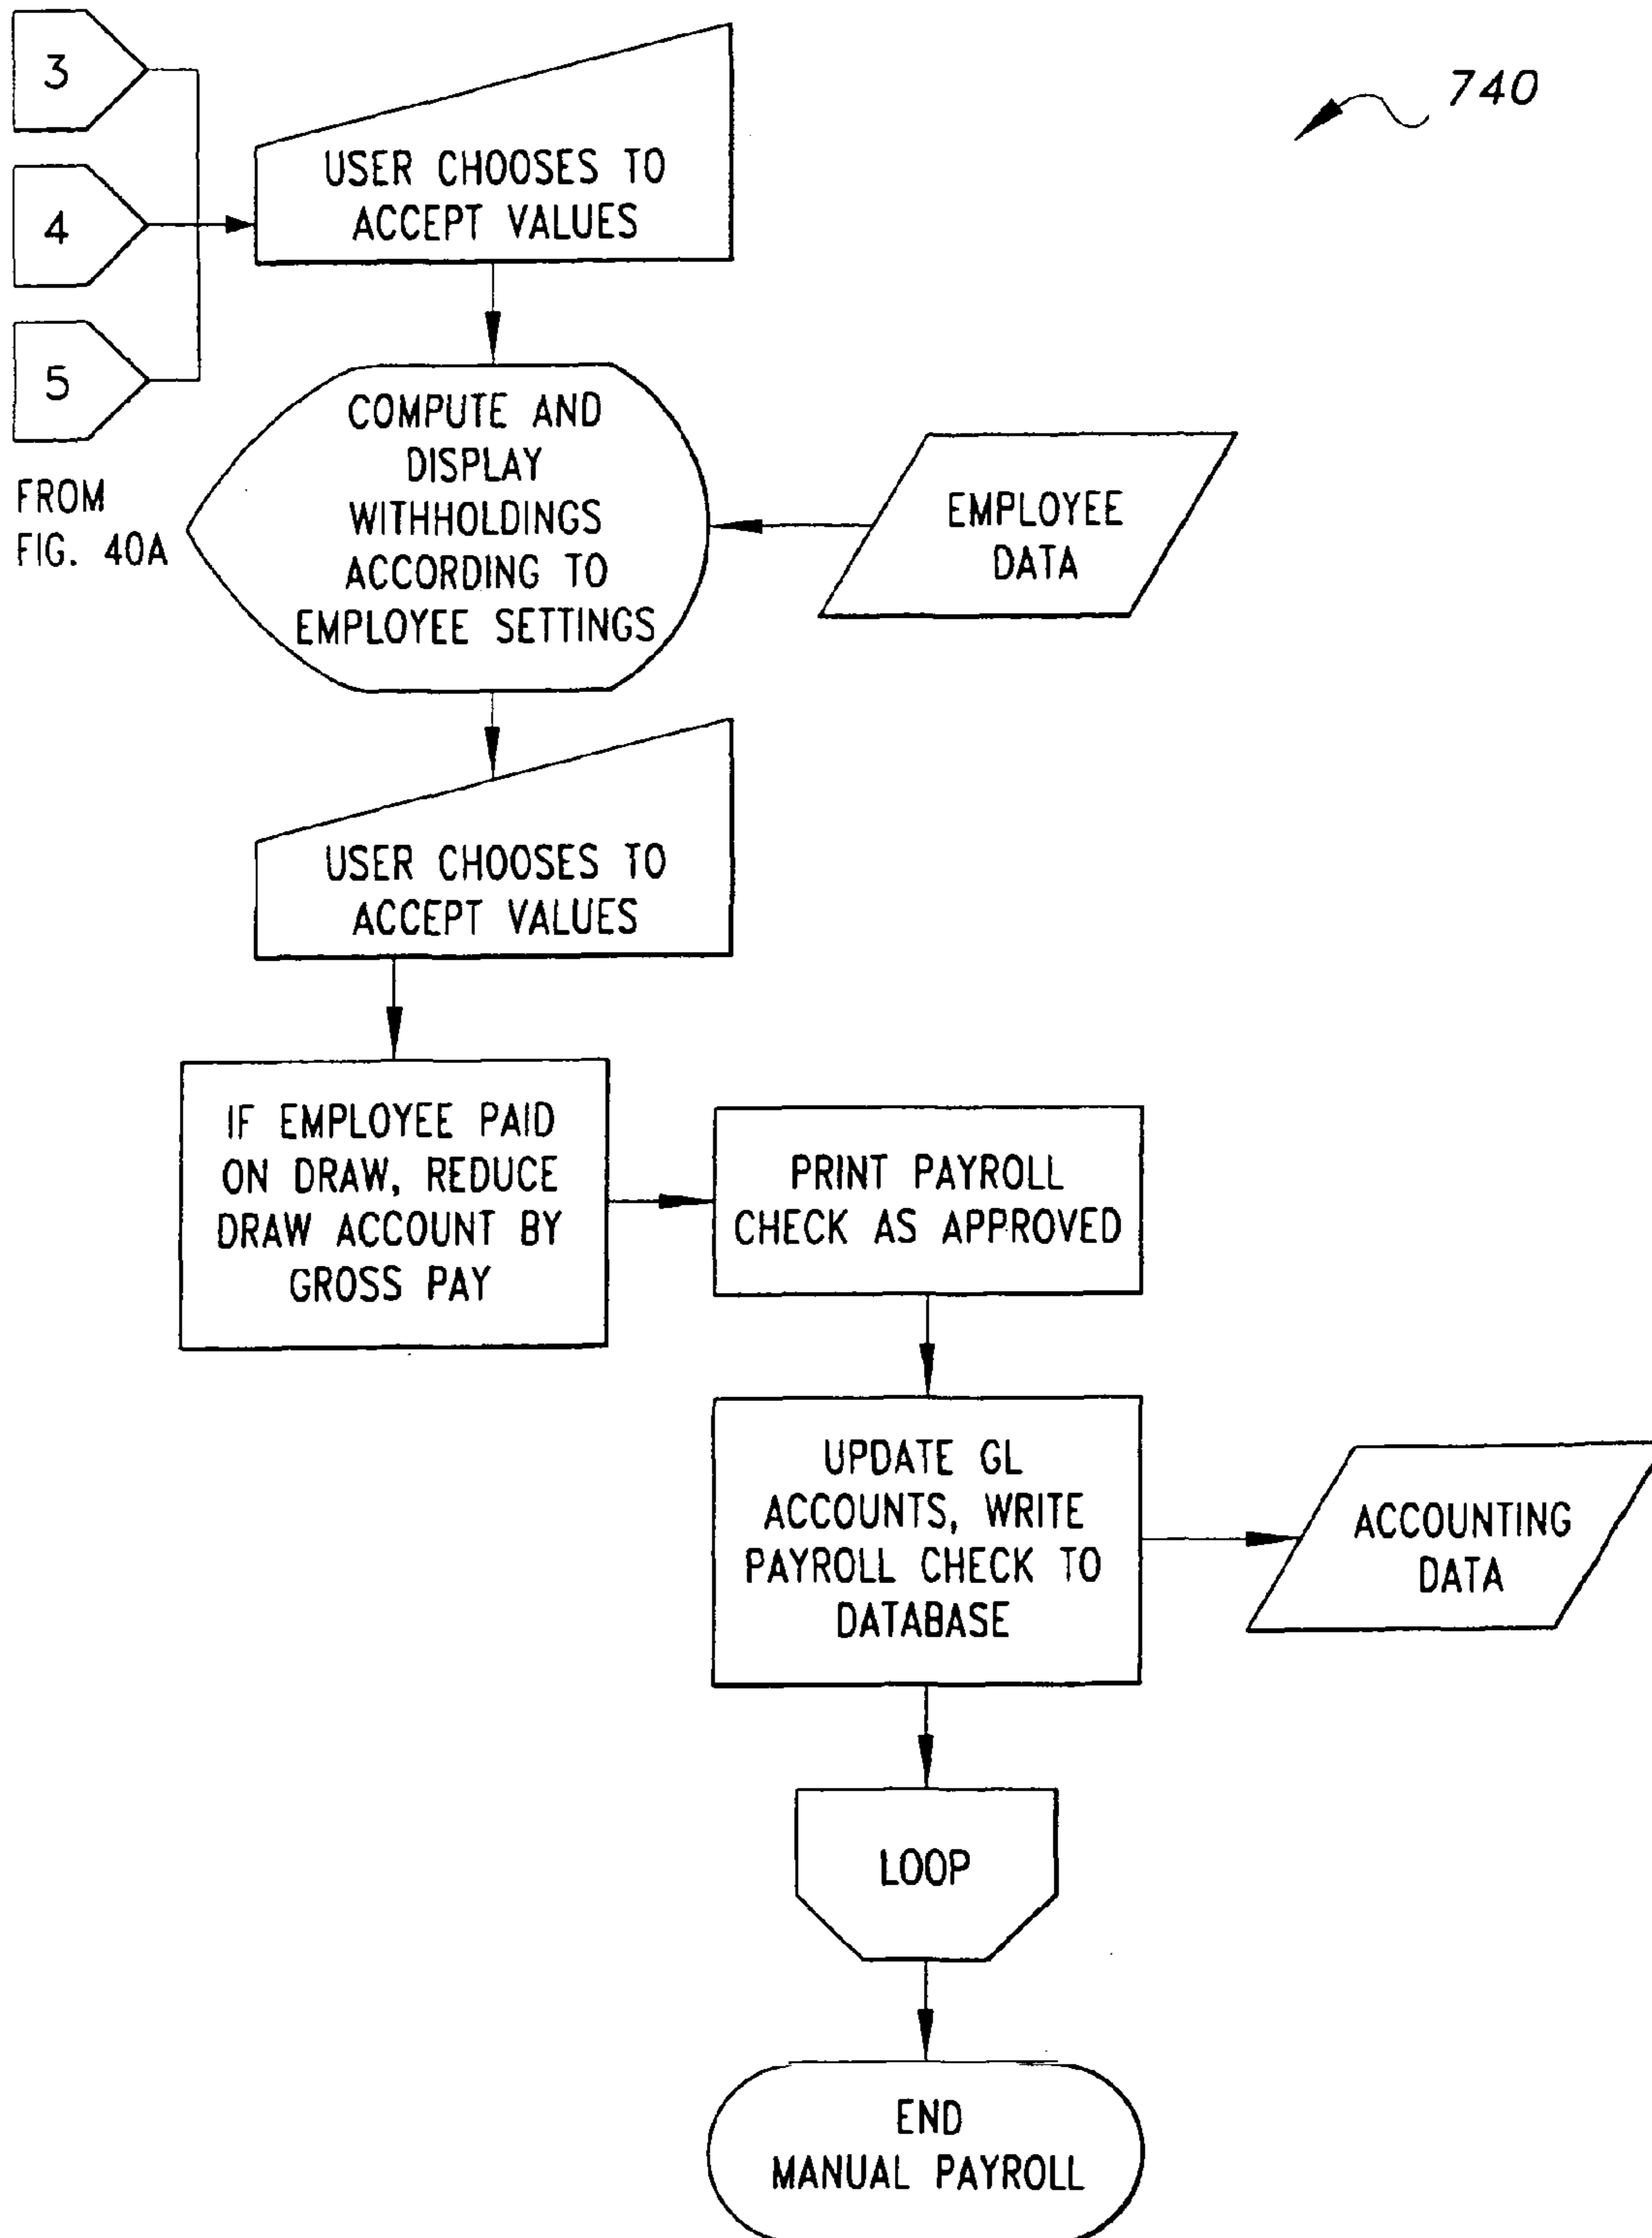 3
740
USER CHOOSES TO
ACCEPT VALUES
4
5
FROM
FIG. 40A
COMPUTE AND
DISPLAY
WITHHOLDINGS
ACCORDING TO
EMPLOYEE SETTINGS
EMPLOYEE
DATA
USER CHOOSES TO
ACCEPT VALUES
IF EMPLOYEE PAID
ON DRAW, REDUCE
DRAW ACCOUNT BY
GROSS PAY
PRINT PAYROLL
CHECK AS APPROVED
UPDATE GL
ACCOUNTS, WRITE
PAYROLL CHECK TO
DATABASE
ACCOUNTING
DATA
LOOP
END
MANUAL PAYROLL